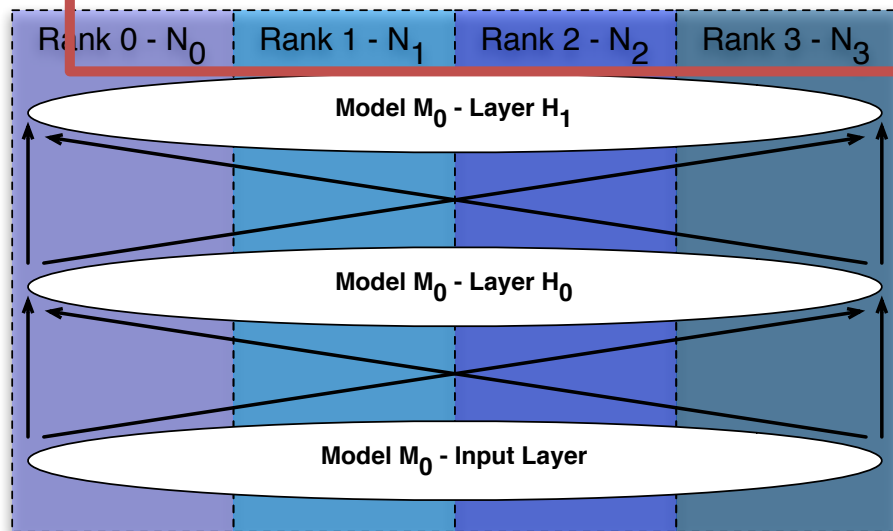 Rank 0 - N0 Rank 1 - N1 Rank 2 - N2 Rank 3 - N3
Model M0 - Layer H1
Model M0 - Layer H0
Model M0 - Input Layer